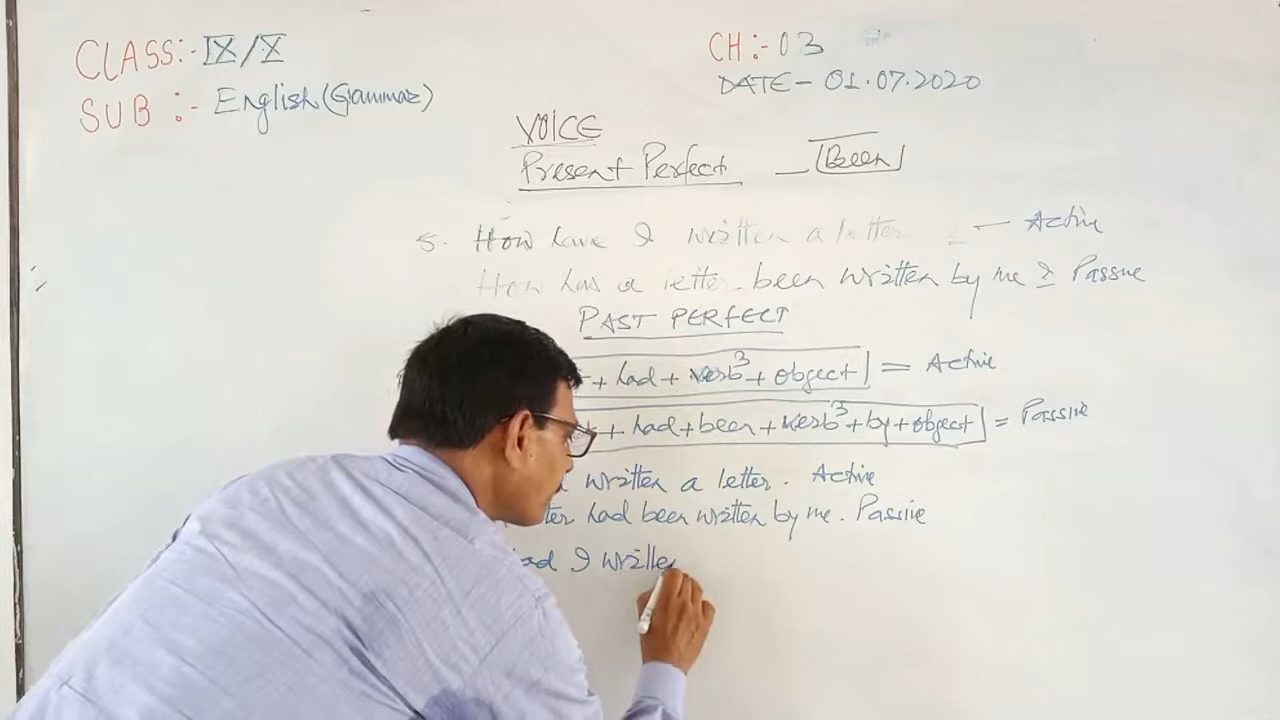 CLASS:- IX/X
SUB :- English (Grammar)
CH:- 03
DATE - 01.07.2020
VOICE
Present Perfect - Been
5. How have I written a letter ? - Active
How has a letter been written by me ? Passive
PAST PERFECT
+ had + verb3 + object = Active
+ had + been + verb3 + by + object = Passive
written a letter. Active
had been written by me. Passive
I writte